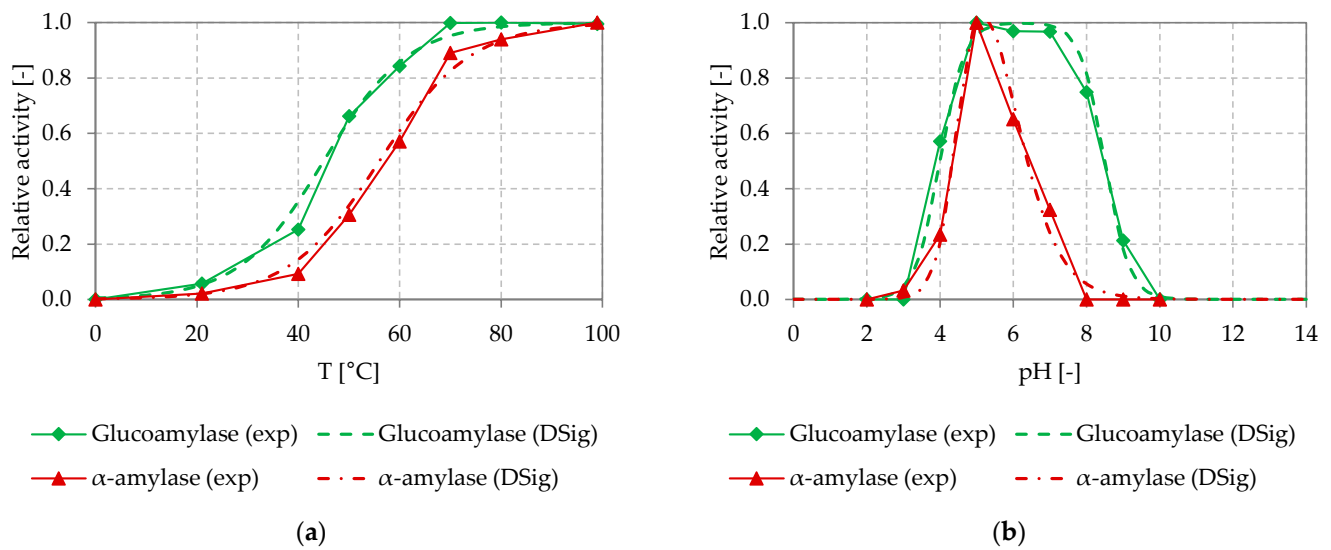 Relative activity [-]
1.0
0.8
0.6
0.4
0.2
0.0
0 20 40 60 80 100
T [°C]
Glucoamylase (exp) Glucoamylase (DSig)
α-amylase (exp) α-amylase (DSig)
(a)
Relative activity [-]
1.0
0.8
0.6
0.4
0.2
0.0
0 2 4 6 8 10 12 14
pH [-]
Glucoamylase (exp) Glucoamylase (DSig)
α-amylase (exp) α-amylase (DSig)
(b)